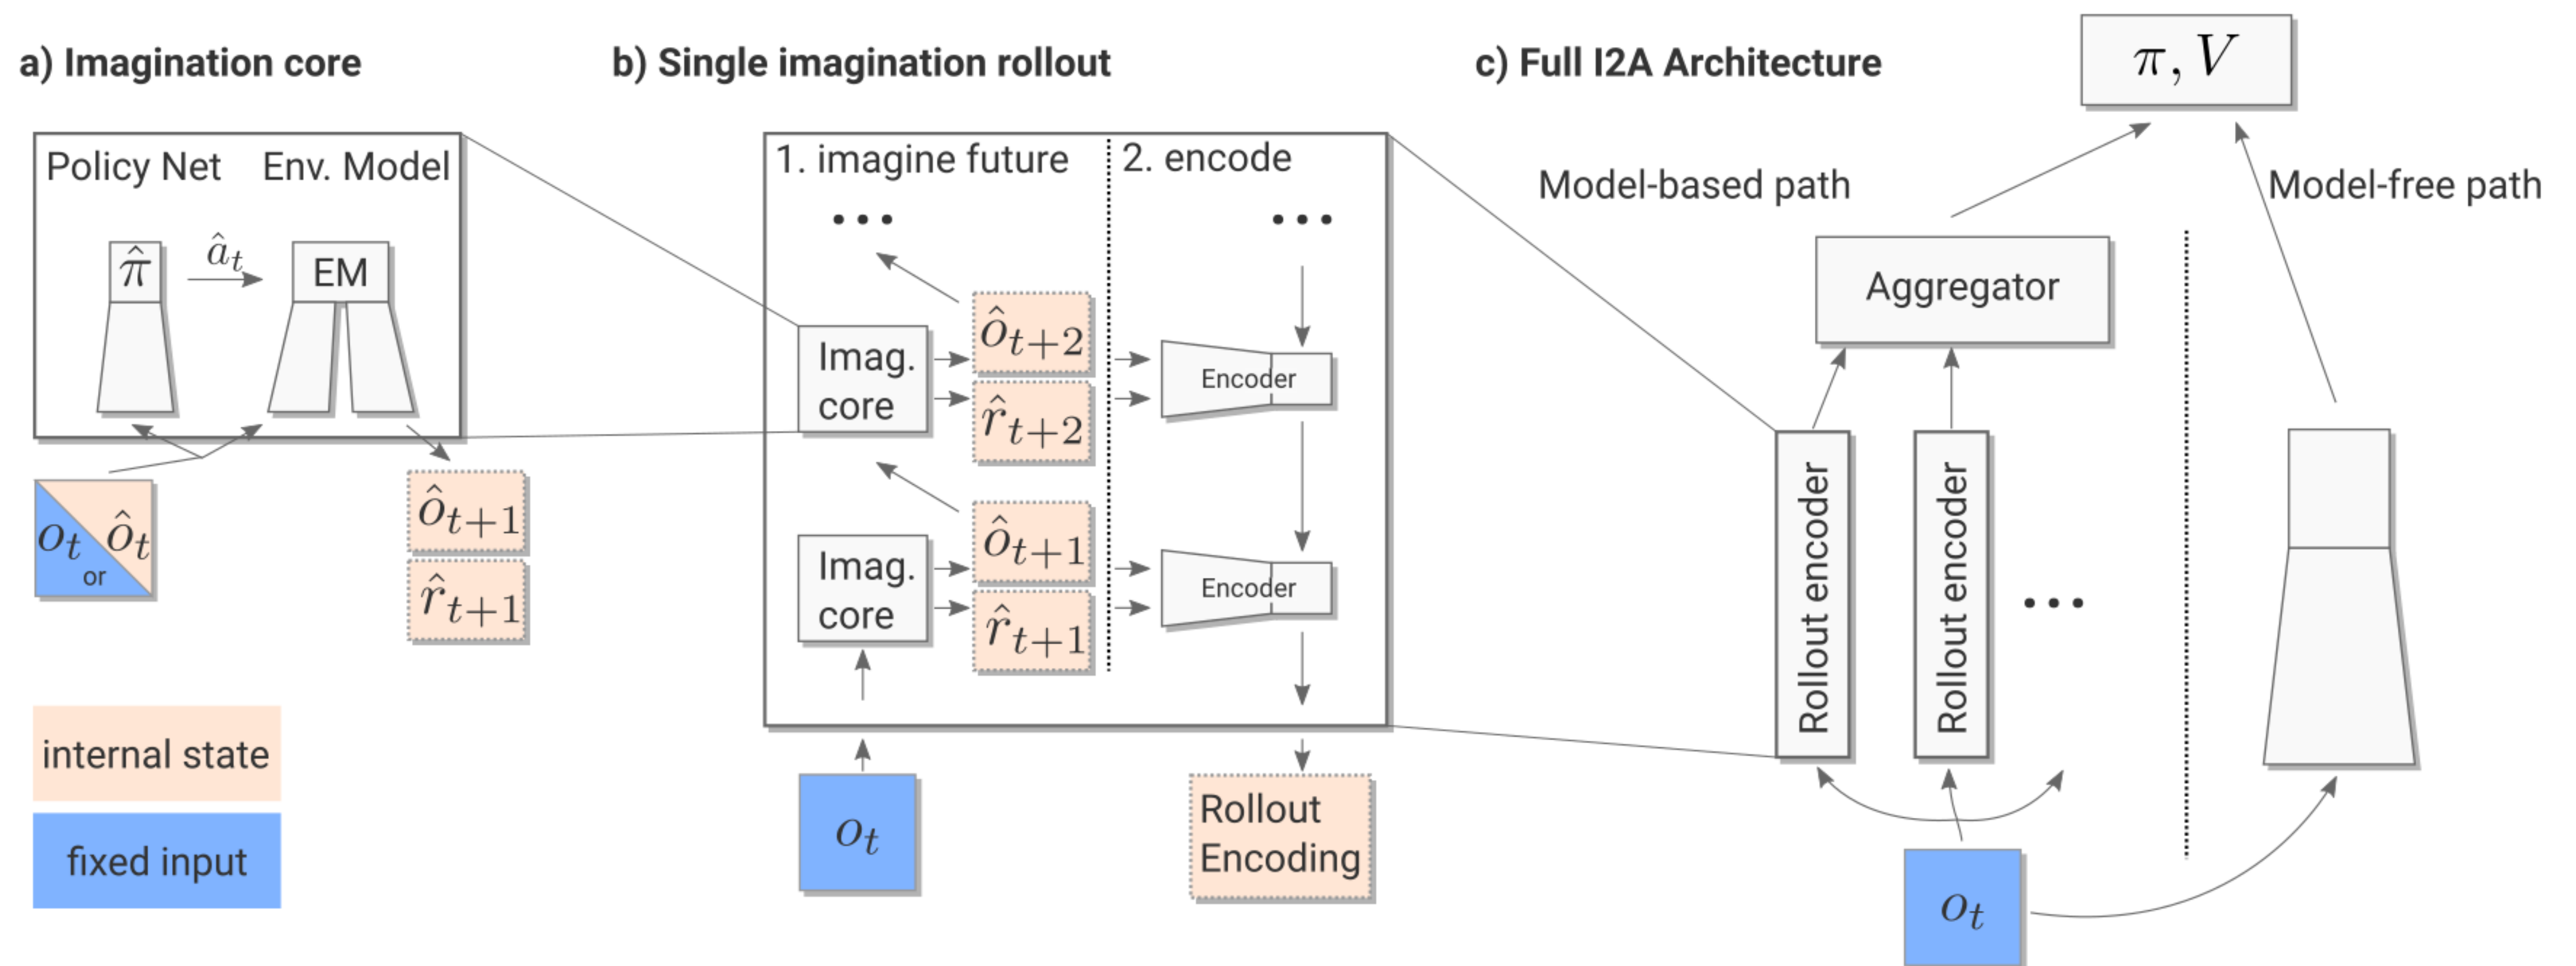 a) Imagination core
Policy Net
Env. Model
π̂
â_t
EM
o_t
or
ô_t
ô_{t+1}
r̂_{t+1}
internal state
fixed input
b) Single imagination rollout
1. imagine future
2. encode
...
...
Imag.
core
ô_{t+2}
r̂_{t+2}
Encoder
Imag.
core
ô_{t+1}
r̂_{t+1}
Encoder
o_t
Rollout
Encoding
c) Full I2A Architecture
π, V
Model-based path
Model-free path
Aggregator
Rollout encoder
Rollout encoder
...
o_t